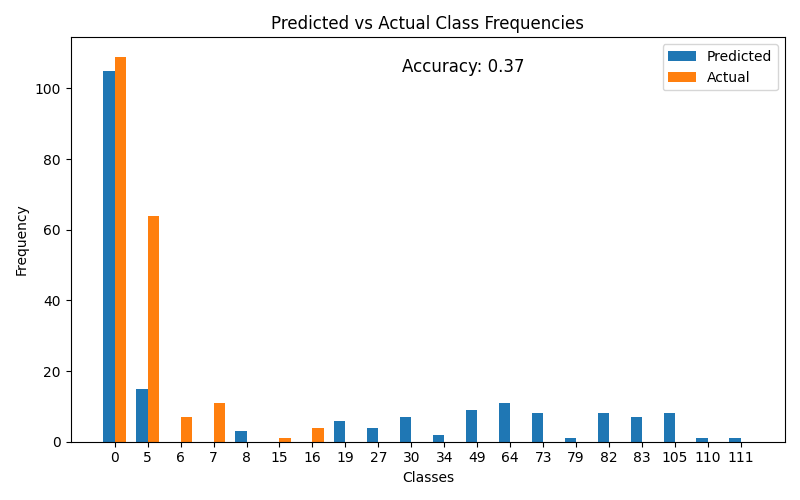 Predicted vs Actual Class Frequencies
Accuracy: 0.37
Predicted
Actual
Frequency
100
80
60
40
20
0
0 5 6 7 8 15 16 19 27 30 34 49 64 73 79 82 83 105 110 111
Classes